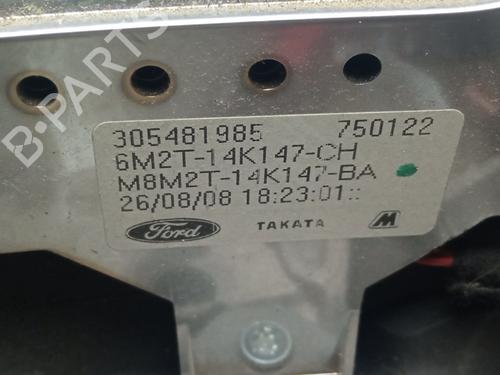 B-PARTS
305481985 750122
6M2T-14K147-CH
M8M2T-14K147-BA
26/08/08 18:23:01::
Ford TAKATA M